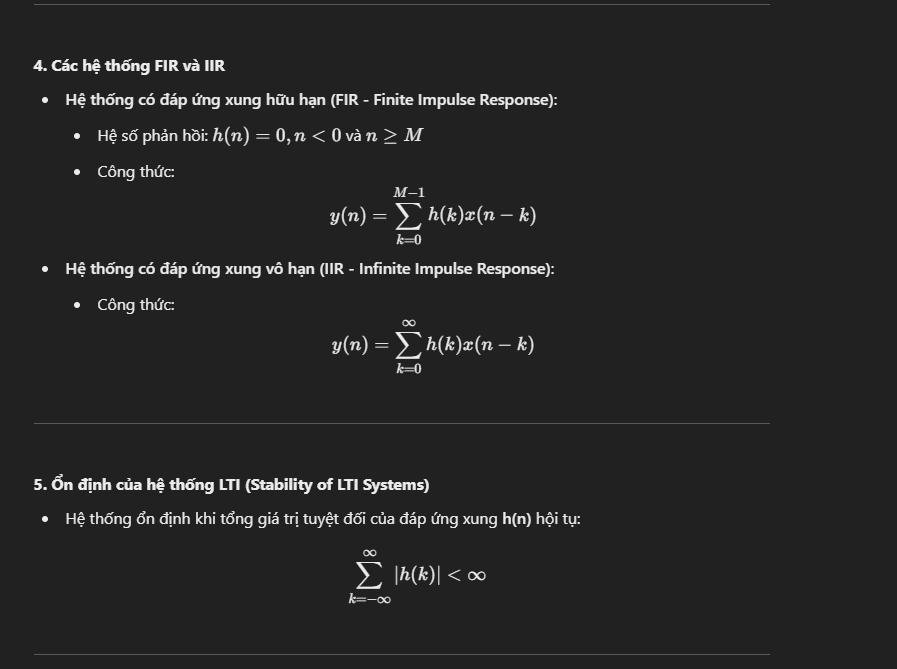 4. Các hệ thống FIR và IIR
• Hệ thống có đáp ứng xung hữu hạn (FIR - Finite Impulse Response):
• Hệ số phản hồi: h(n) = 0, n < 0 và n ≥ M
• Công thức:
y(n) = ∑_{k=0}^{M−1} h(k)x(n − k)
• Hệ thống có đáp ứng xung vô hạn (IIR - Infinite Impulse Response):
• Công thức:
y(n) = ∑_{k=0}^{∞} h(k)x(n − k)
5. Ổn định của hệ thống LTI (Stability of LTI Systems)
• Hệ thống ổn định khi tổng giá trị tuyệt đối của đáp ứng xung h(n) hội tụ:
∑_{k=−∞}^{∞} |h(k)| < ∞